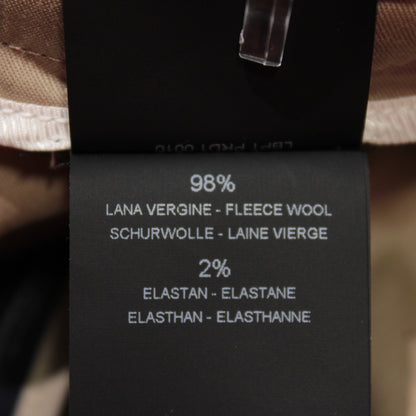 98%
LANA VERGINE - FLEECE WOOL
SCHURWOLLE - LAINE VIERGE
2%
ELASTAN - ELASTANE
ELASTHAN - ELASTHANNE